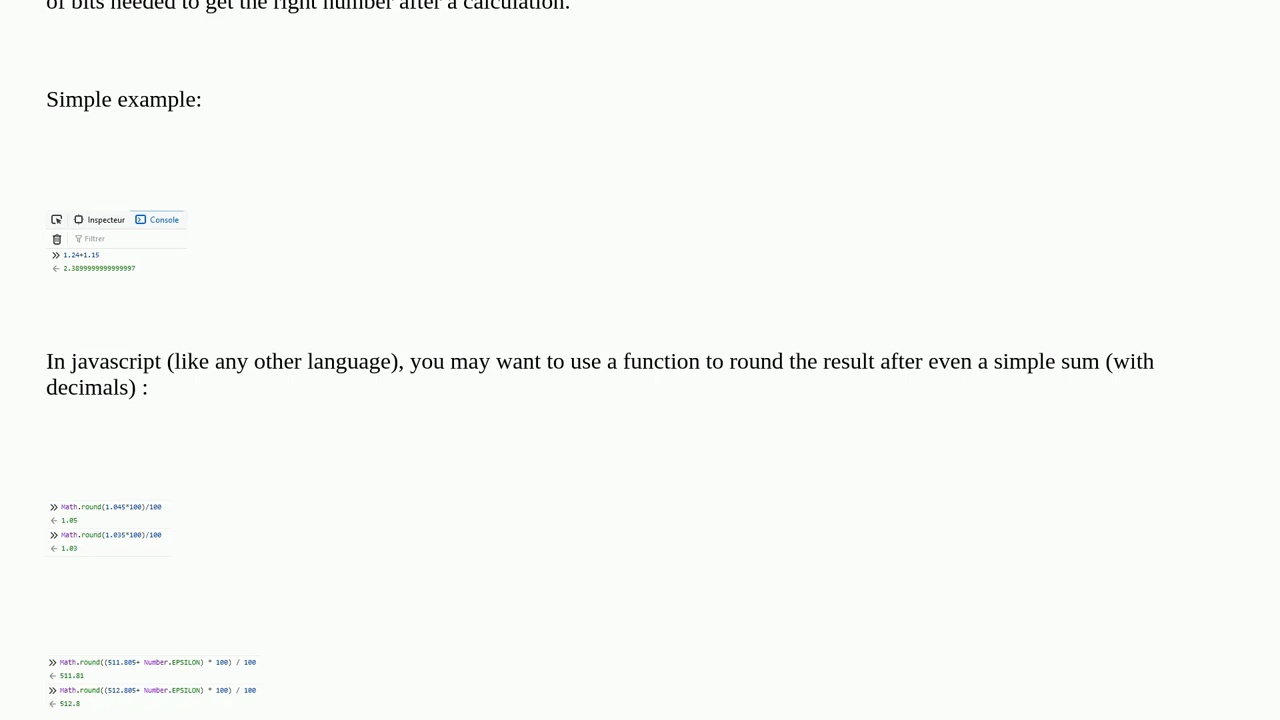 of bits needed to get the right number after a calculation.
Simple example:
Inspecteur Console
Filtrer
» 1.24+1.15
← 2.3899999999999997
In javascript (like any other language), you may want to use a function to round the result after even a simple sum (with
decimals) :
» Math.round(1.045*100)/100
← 1.05
» Math.round(1.035*100)/100
← 1.03
» Math.round((511.805+ Number.EPSILON) * 100) / 100
← 511.81
» Math.round((512.805+ Number.EPSILON) * 100) / 100
← 512.8